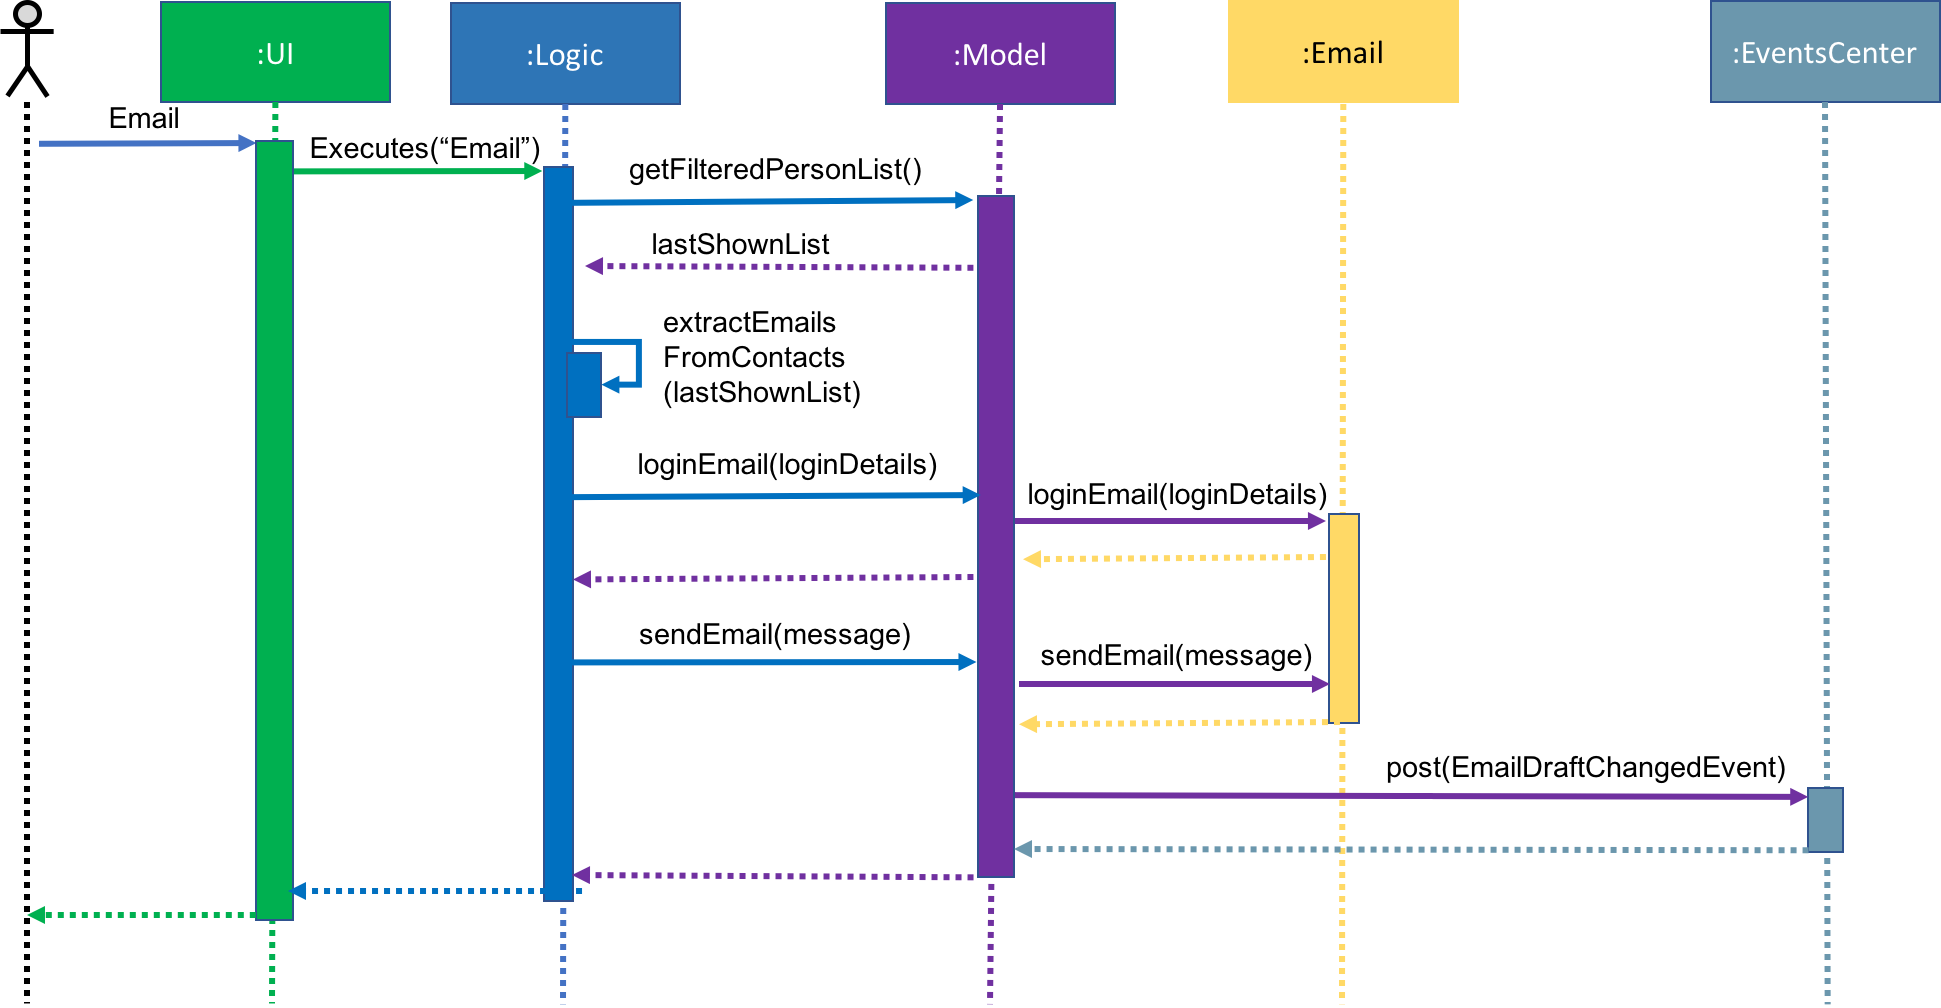 :UI
:Logic
:Model
:Email
:EventsCenter
Email
Executes(“Email”)
getFilteredPersonList()
lastShownList
extractEmails
FromContacts
(lastShownList)
loginEmail(loginDetails)
loginEmail(loginDetails)
sendEmail(message)
sendEmail(message)
post(EmailDraftChangedEvent)